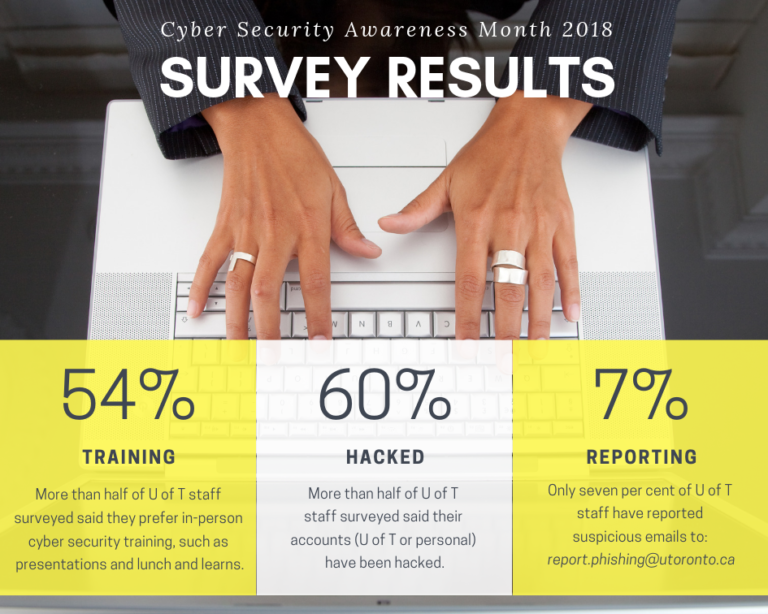 Cyber Security Awareness Month 2018
SURVEY RESULTS
54%
TRAINING
More than half of U of T staff
surveyed said they prefer in-person
cyber security training, such as
presentations and lunch and learns.
60%
HACKED
More than half of U of T
staff surveyed said their
accounts (U of T or personal)
have been hacked.
7%
REPORTING
Only seven per cent of U of T
staff have reported
suspicious emails to:
report.phishing@utoronto.ca